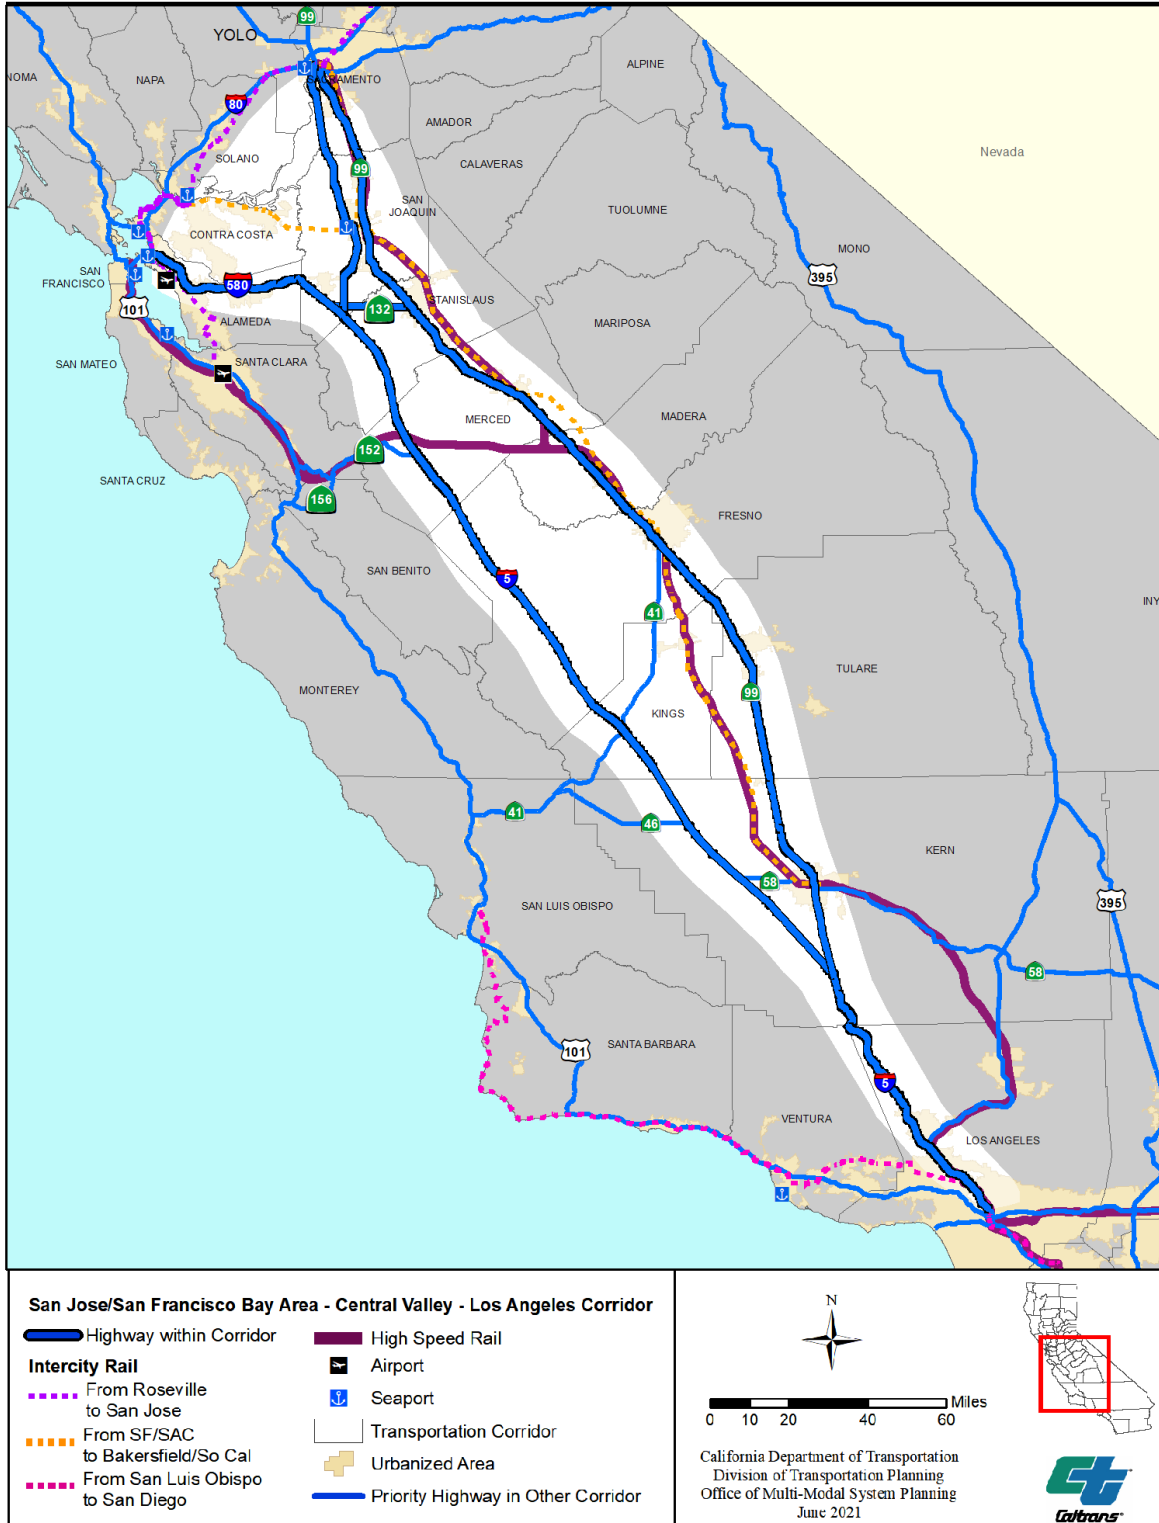 99
YOLO
NOMA
NAPA
SACRAMENTO
ALPINE
80
AMADOR
Nevada
SOLANO
99
CALAVERAS
SAN
JOAQUIN
TUOLUMNE
CONTRA COSTA
MONO
SAN
FRANCISCO
580
395
101
132
STANISLAUS
ALAMEDA
MARIPOSA
SAN MATEO
SANTA CLARA
MERCED
MADERA
152
SANTA CRUZ
156
FRESNO
SAN BENITO
5
41
INY
TULARE
MONTEREY
99
KINGS
41
46
KERN
58
395
SAN LUIS OBISPO
58
101
SANTA BARBARA
5
VENTURA
LOS ANGELES
San Jose/San Francisco Bay Area - Central Valley - Los Angeles Corridor
Highway within Corridor
Intercity Rail
From Roseville
to San Jose
From SF/SAC
to Bakersfield/So Cal
From San Luis Obispo
to San Diego
High Speed Rail
Airport
Seaport
Transportation Corridor
Urbanized Area
Priority Highway in Other Corridor
N
Miles
0 10 20 40 60
California Department of Transportation
Division of Transportation Planning
Office of Multi-Modal System Planning
June 2021
Caltrans